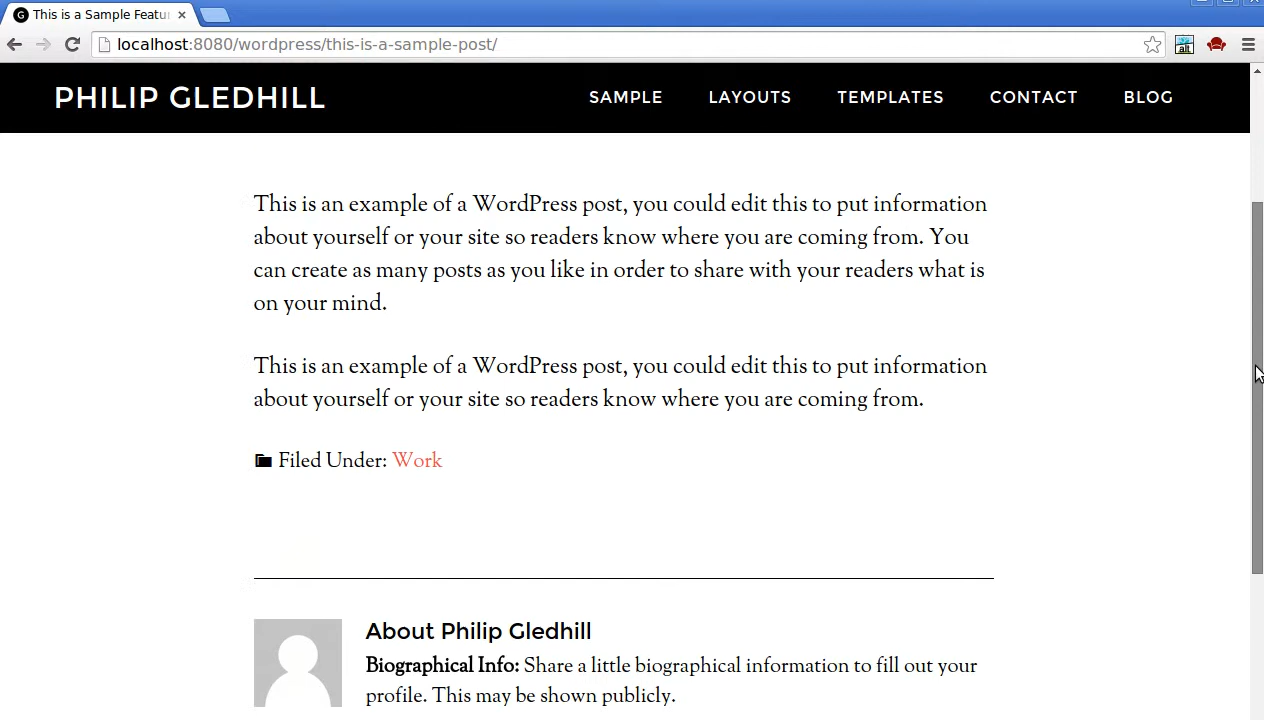 This is a Sample Featu
localhost:8080/wordpress/this-is-a-sample-post/
alt
PHILIP GLEDHILL SAMPLE LAYOUTS TEMPLATES CONTACT BLOG
This is an example of a WordPress post, you could edit this to put information
about yourself or your site so readers know where you are coming from. You
can create as many posts as you like in order to share with your readers what is
on your mind.
This is an example of a WordPress post, you could edit this to put information
about yourself or your site so readers know where you are coming from.
Filed Under: Work
About Philip Gledhill
Biographical Info: Share a little biographical information to fill out your
profile. This may be shown publicly.